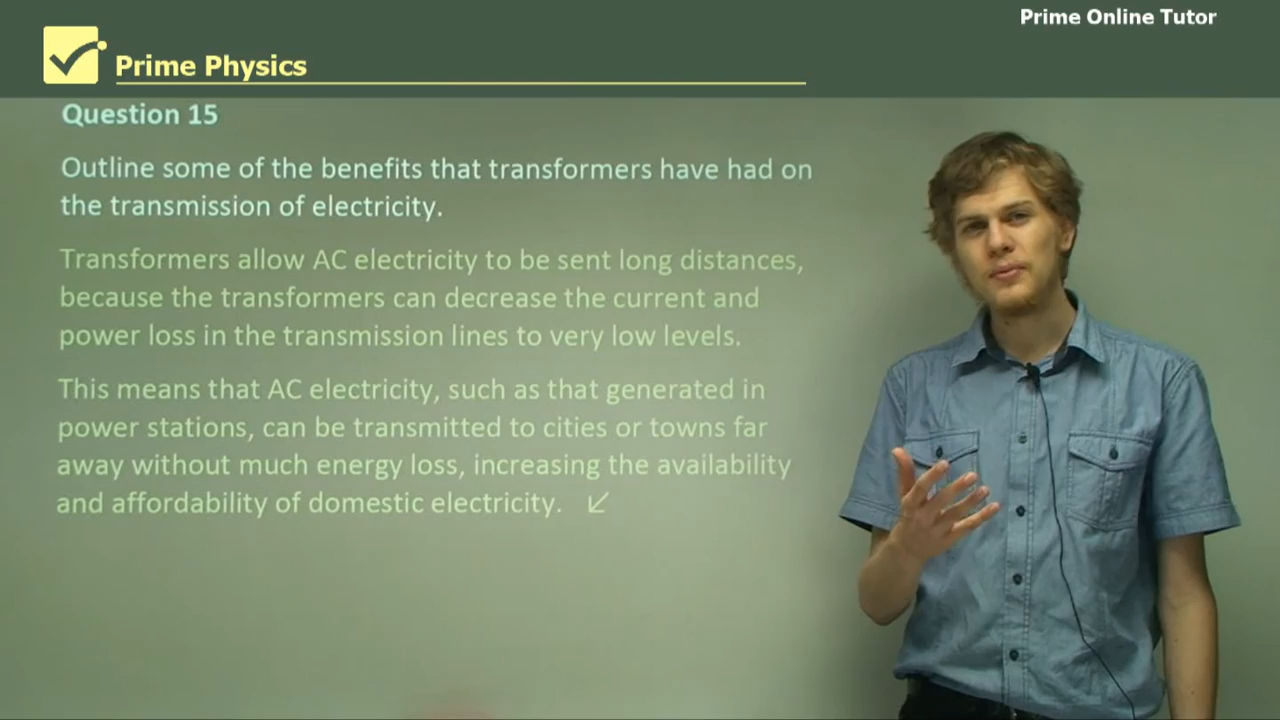 Prime Online Tutor
Prime Physics
Question 15
Outline some of the benefits that transformers have had on
the transmission of electricity.
Transformers allow AC electricity to be sent long distances,
because the transformers can decrease the current and
power loss in the transmission lines to very low levels.
This means that AC electricity, such as that generated in
power stations, can be transmitted to cities or towns far
away without much energy loss, increasing the availability
and affordability of domestic electricity.